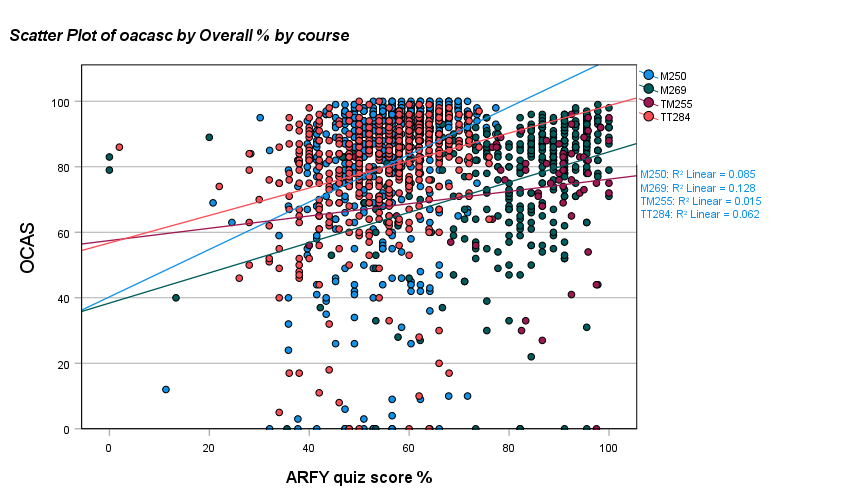 Scatter Plot of oacasc by Overall % by course
M250
M269
TM255
TT284
100
80
60
40
20
0
OCAS
M250: R² Linear = 0.085
M269: R² Linear = 0.128
TM255: R² Linear = 0.015
TT284: R² Linear = 0.062
0 20 40 60 80 100
ARFY quiz score %